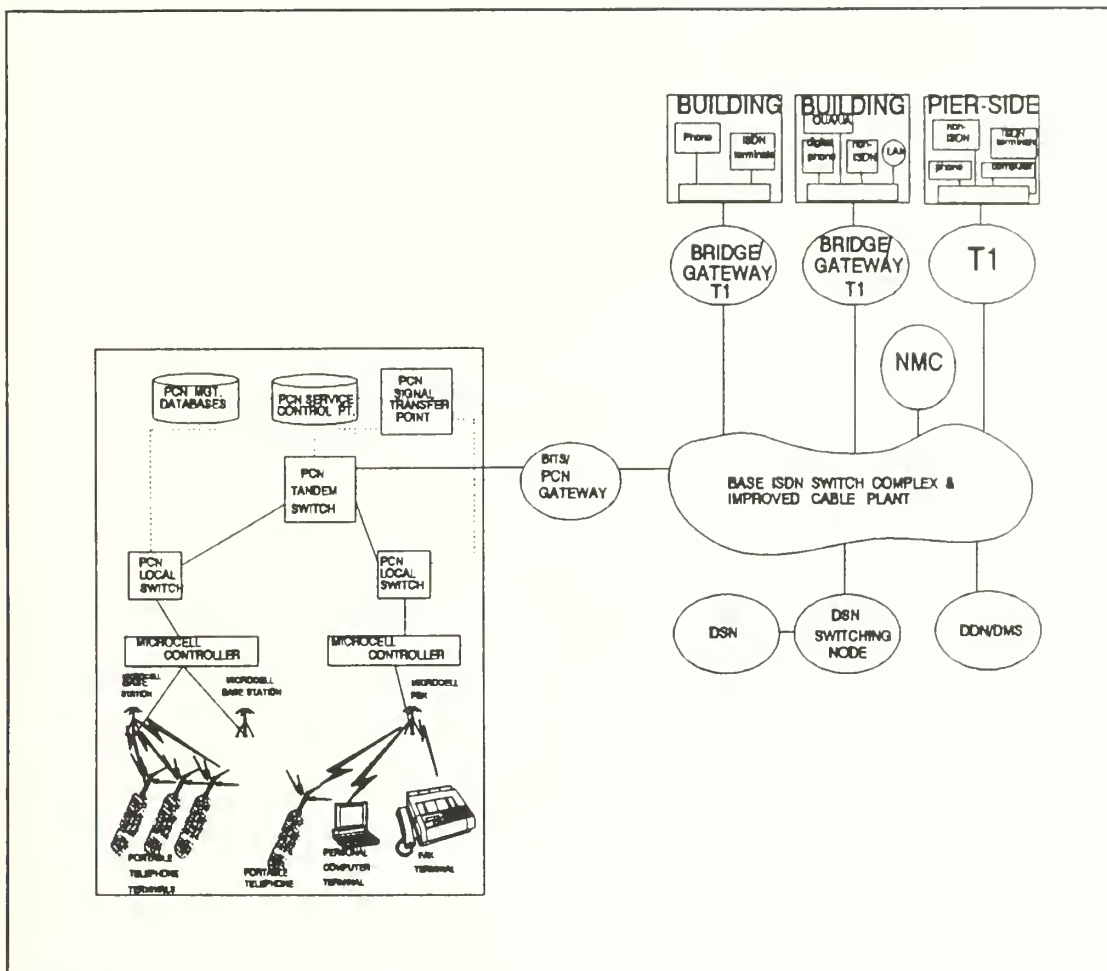 BUILDING
Phone
ISDN
terminals
BUILDING
digital
phone
non-
ISDN
LAN
PIER-SIDE
non-
ISDN
ISDN
terminals
phone
computer
BRIDGE/
GATEWAY
T1
BRIDGE/
GATEWAY
T1
T1
NMC
PCN MGT.
DATABASES
PCN SERVICE
CONTROL PT.
PCN
SIGNAL
TRANSFER
POINT
PCN
TANDEM
SWITCH
BITS/
PCN
GATEWAY
BASE ISDN SWITCH COMPLEX &
IMPROVED CABLE PLANT
PCN
LOCAL
SWITCH
PCN
LOCAL
SWITCH
DSN
DSN
SWITCHING
NODE
DDN/DMS
MICROCELL
CONTROLLER
MICROCELL
CONTROLLER
MICROCELL
BASE
STATION
MICROCELL
BASE STATION
MICROCELL
PBX
PORTABLE
TELEPHONE
TERMINALS
PORTABLE
TELEPHONE
PERSONAL
COMPUTER
TERMINAL
FAX
TERMINAL